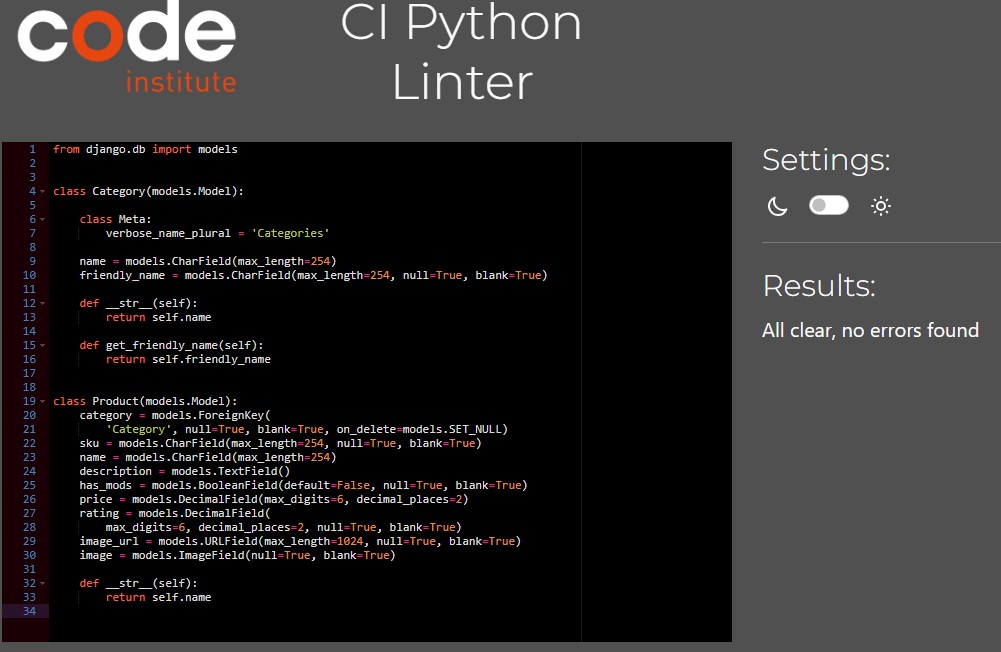 code
institute
CI Python
Linter
1 from django.db import models
2
3
4 class Category(models.Model):
5
6     class Meta:
7         verbose_name_plural = 'Categories'
8
9     name = models.CharField(max_length=254)
10     friendly_name = models.CharField(max_length=254, null=True, blank=True)
11
12     def __str__(self):
13         return self.name
14
15     def get_friendly_name(self):
16         return self.friendly_name
17
18
19 class Product(models.Model):
20     category = models.ForeignKey(
21         'Category', null=True, blank=True, on_delete=models.SET_NULL)
22     sku = models.CharField(max_length=254, null=True, blank=True)
23     name = models.CharField(max_length=254)
24     description = models.TextField()
25     has_mods = models.BooleanField(default=False, null=True, blank=True)
26     price = models.DecimalField(max_digits=6, decimal_places=2)
27     rating = models.DecimalField(
28         max_digits=6, decimal_places=2, null=True, blank=True)
29     image_url = models.URLField(max_length=1024, null=True, blank=True)
30     image = models.ImageField(null=True, blank=True)
31
32     def __str__(self):
33         return self.name
34
Settings:
Results:
All clear, no errors found